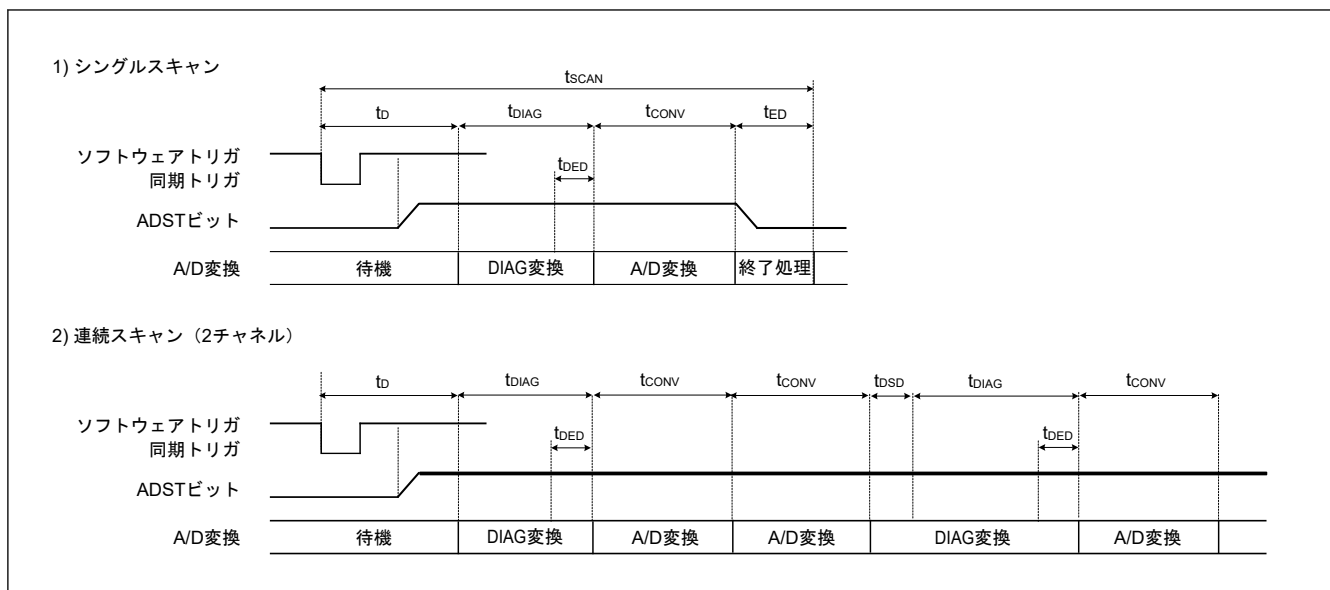 1) シングルスキャン
tSCAN
tD tDIAG tCONV tED
ソフトウェアトリガ
同期トリガ
tDED
ADSTビット
A/D変換 待機 DIAG変換 A/D変換 終了処理
2) 連続スキャン（2チャネル）
tD tDIAG tCONV tCONV tDSD tDIAG tCONV
ソフトウェアトリガ
同期トリガ
tDED tDED
ADSTビット
A/D変換 待機 DIAG変換 A/D変換 A/D変換 DIAG変換 A/D変換